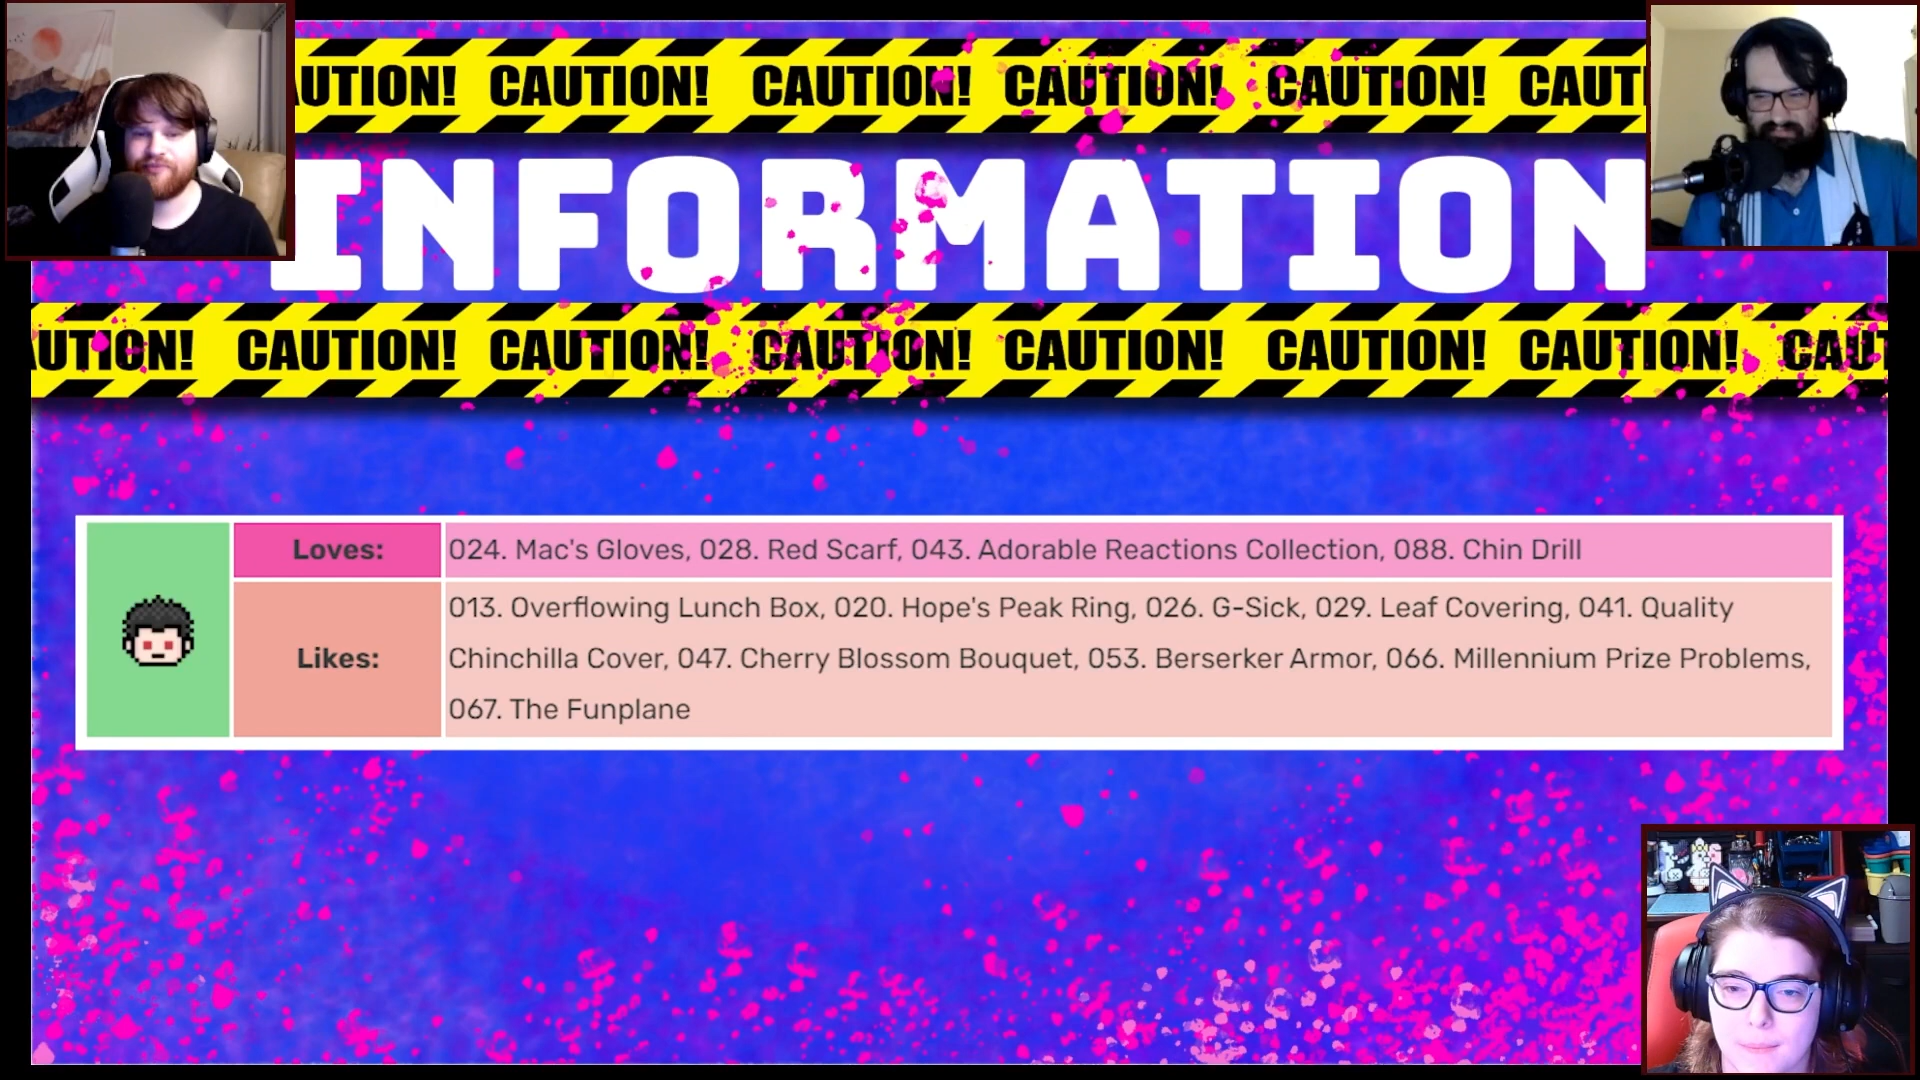 AUTION! CAUTION! CAUTION! CAUTION! CAUTION! CAUT
INFORMATION
AUTION! CAUTION! CAUTION! CAUTION! CAUTION! CAUTION! CAUTION! CAUT
Loves: 024. Mac's Gloves, 028. Red Scarf, 043. Adorable Reactions Collection, 088. Chin Drill
Likes: 013. Overflowing Lunch Box, 020. Hope's Peak Ring, 026. G-Sick, 029. Leaf Covering, 041. Quality
Chinchilla Cover, 047. Cherry Blossom Bouquet, 053. Berserker Armor, 066. Millennium Prize Problems,
067. The Funplane